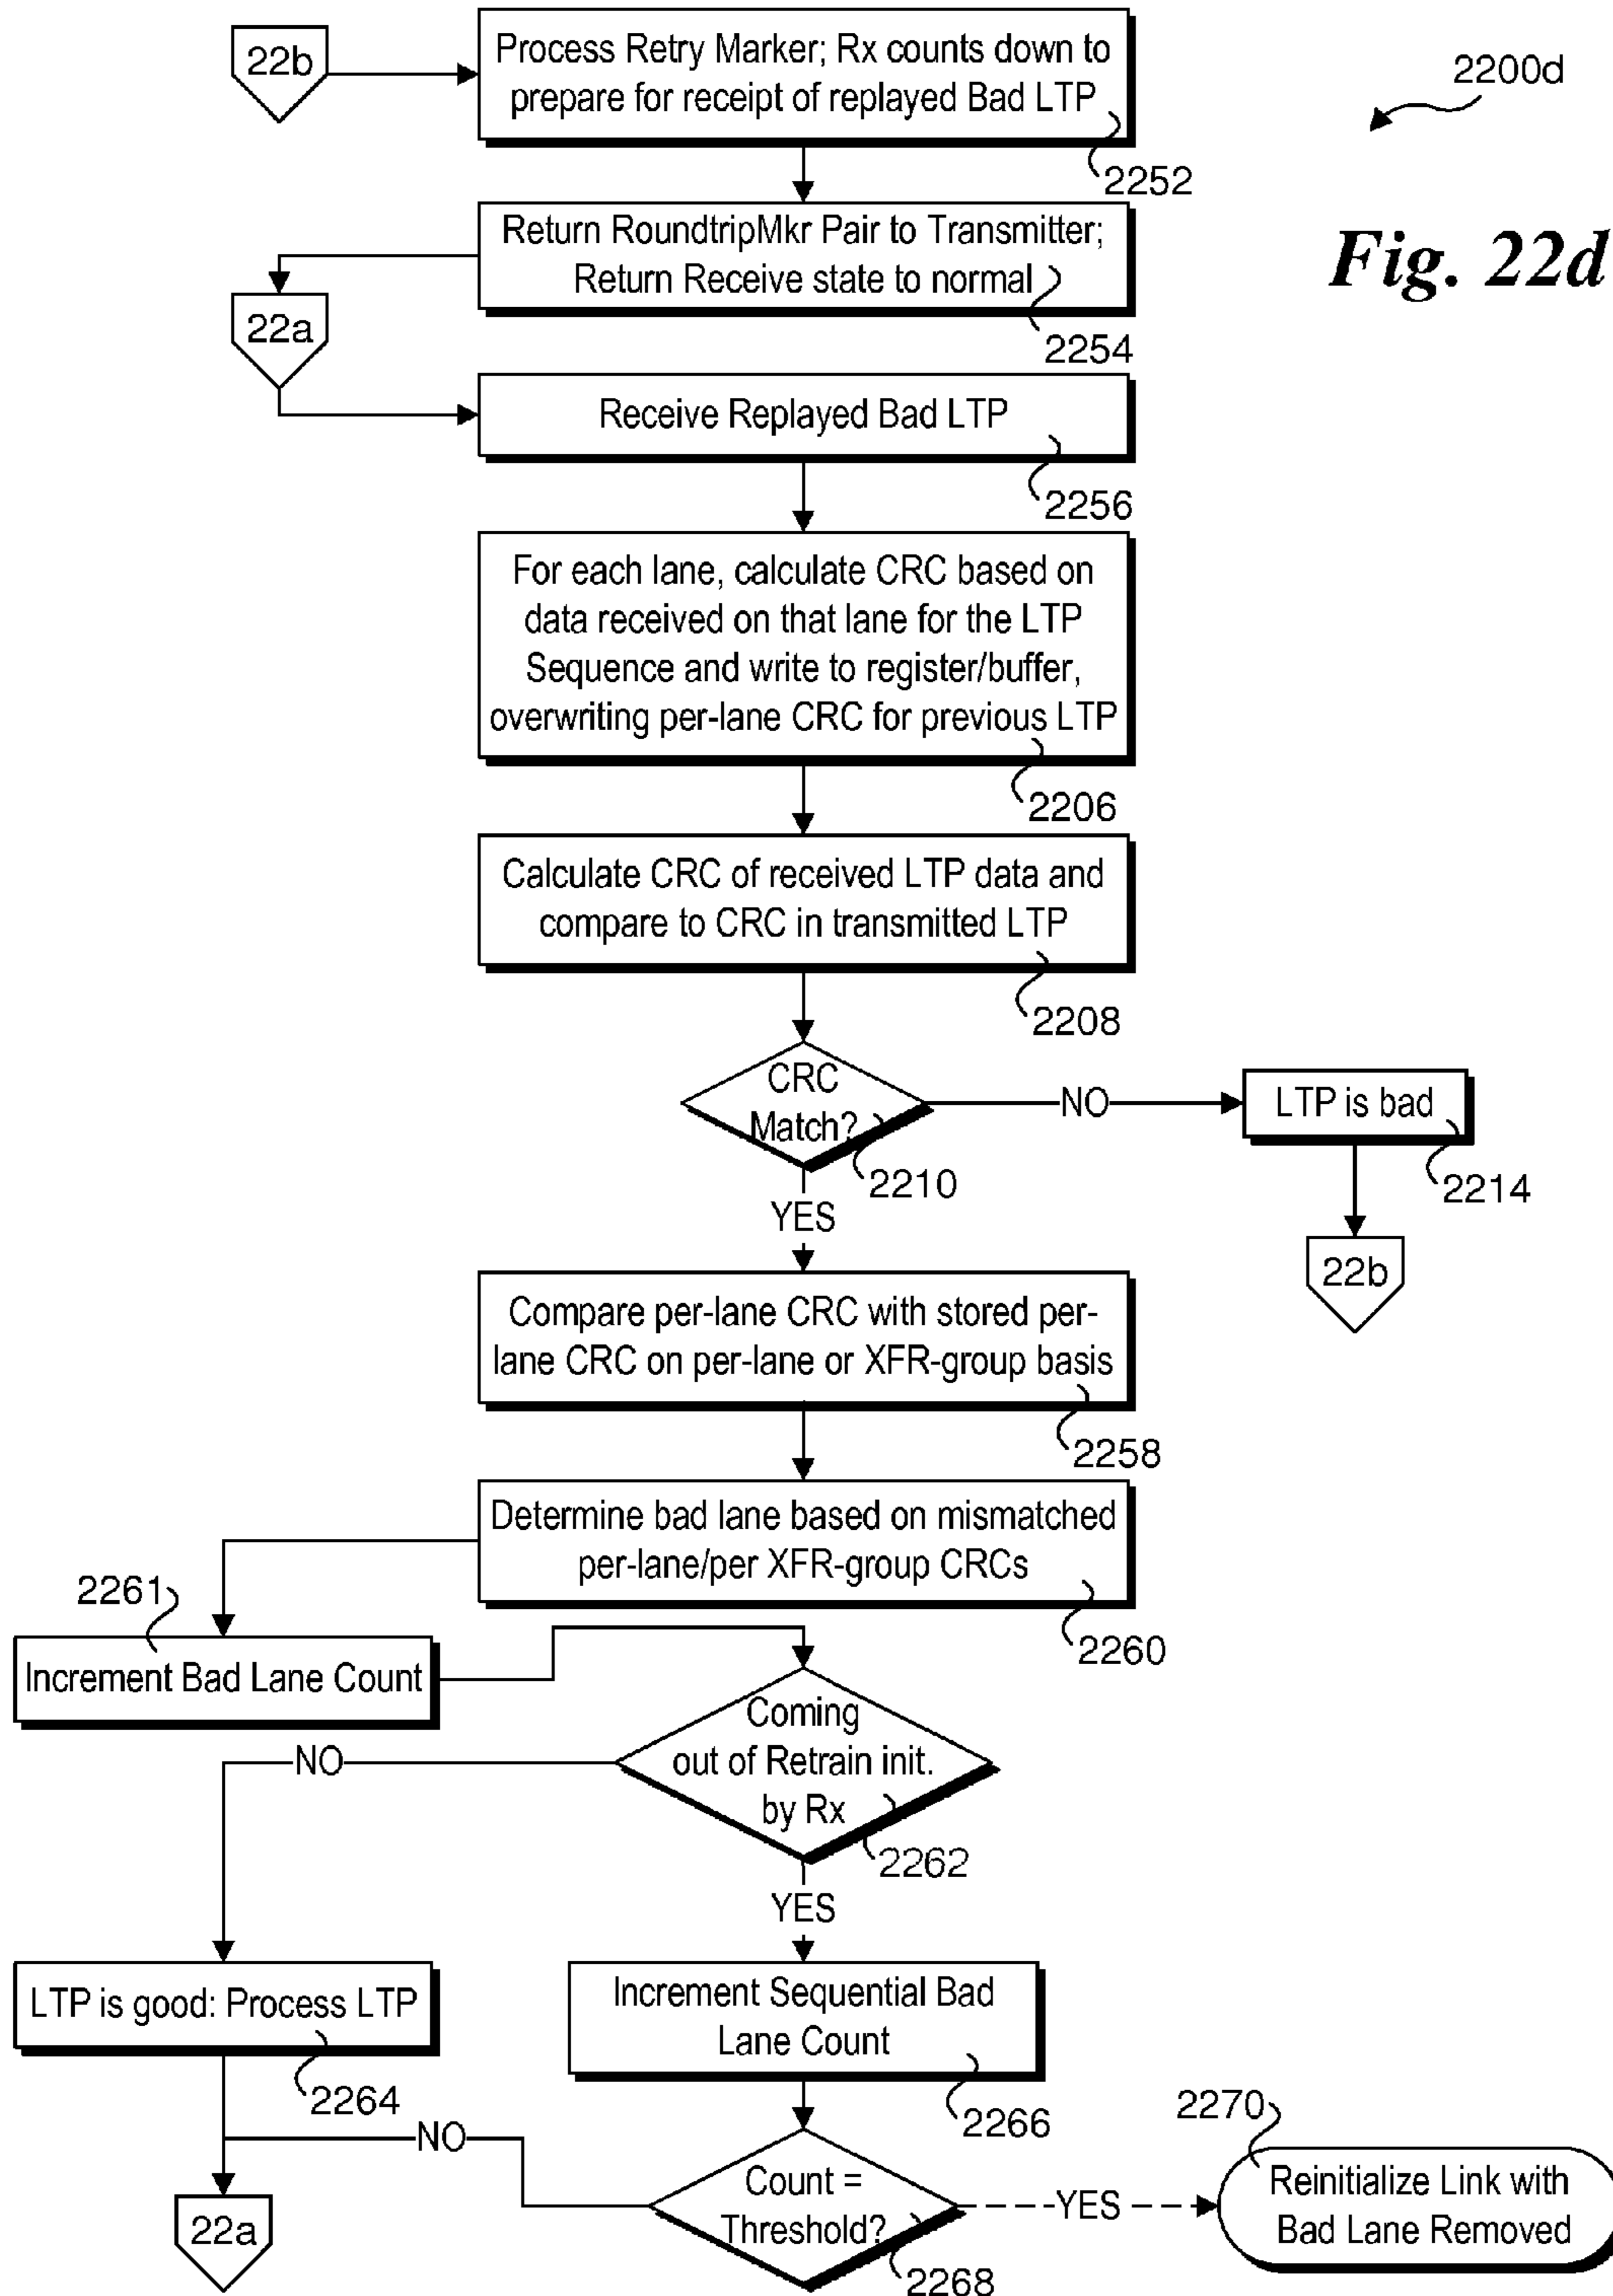 22b
Process Retry Marker; Rx counts down to
prepare for receipt of replayed Bad LTP
2252
2200d
Fig. 22d
Return RoundtripMkr Pair to Transmitter;
Return Receive state to normal
2254
22a
Receive Replayed Bad LTP
2256
For each lane, calculate CRC based on
data received on that lane for the LTP
Sequence and write to register/buffer,
overwriting per-lane CRC for previous LTP
2206
Calculate CRC of received LTP data and
compare to CRC in transmitted LTP
2208
CRC
Match?
2210
NO
LTP is bad
2214
22b
YES
Compare per-lane CRC with stored per-
lane CRC on per-lane or XFR-group basis
2258
Determine bad lane based on mismatched
per-lane/per XFR-group CRCs
2260
2261
Increment Bad Lane Count
Coming
out of Retrain init.
by Rx
2262
NO
YES
LTP is good: Process LTP
2264
Increment Sequential Bad
Lane Count
2266
NO
Count =
Threshold?
2268
YES
2270
Reinitialize Link with
Bad Lane Removed
22a